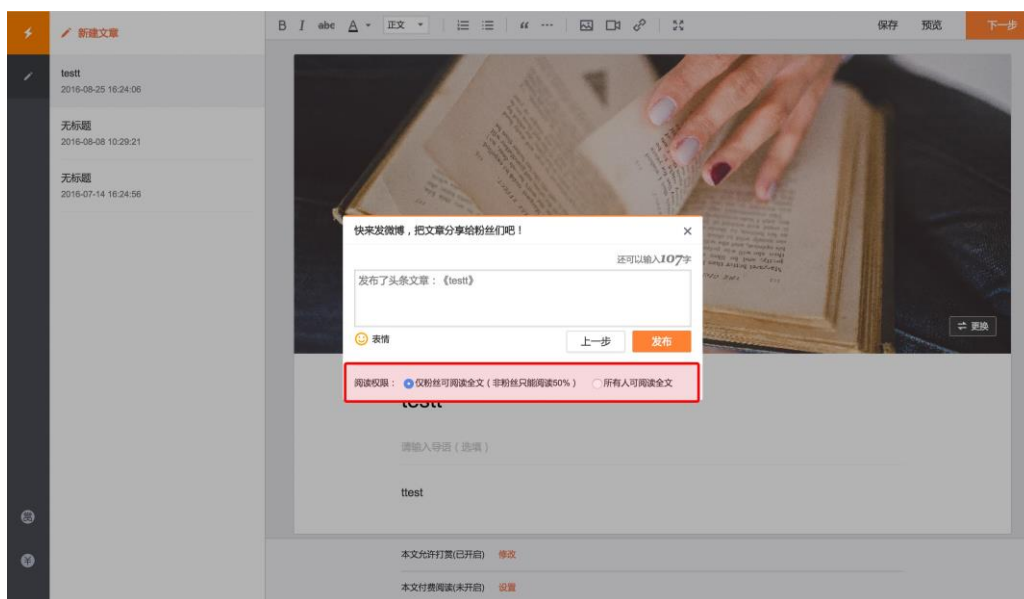 新建文章
B I abc A 正文 “ ···
保存 预览 下一步
testt
2016-08-25 16:24:06
无标题
2016-08-08 10:29:21
无标题
2016-07-14 16:24:56
快来发微博，把文章分享给粉丝们吧！
还可以输入107字
发布了头条文章：《testt》
表情 上一步 发布
更换
阅读权限： 仅粉丝可阅读全文（非粉丝只能阅读50%） 所有人可阅读全文
testt
请输入导语（选填）
ttest
本文允许打赏(已开启) 修改
本文付费阅读(未开启) 设置